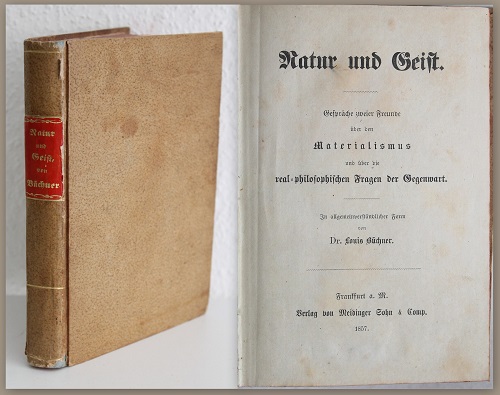 Natur
und
Geist,
von
Büchner
Natur und Geist.
Gespräche zweier Freunde
über den
Materialismus
und über die
real-philosophischen Fragen der Gegenwart.
In allgemeinverständlicher Form
von
Dr. Louis Büchner.
Frankfurt a. M.
Verlag von Meidinger Sohn & Comp.
1857.